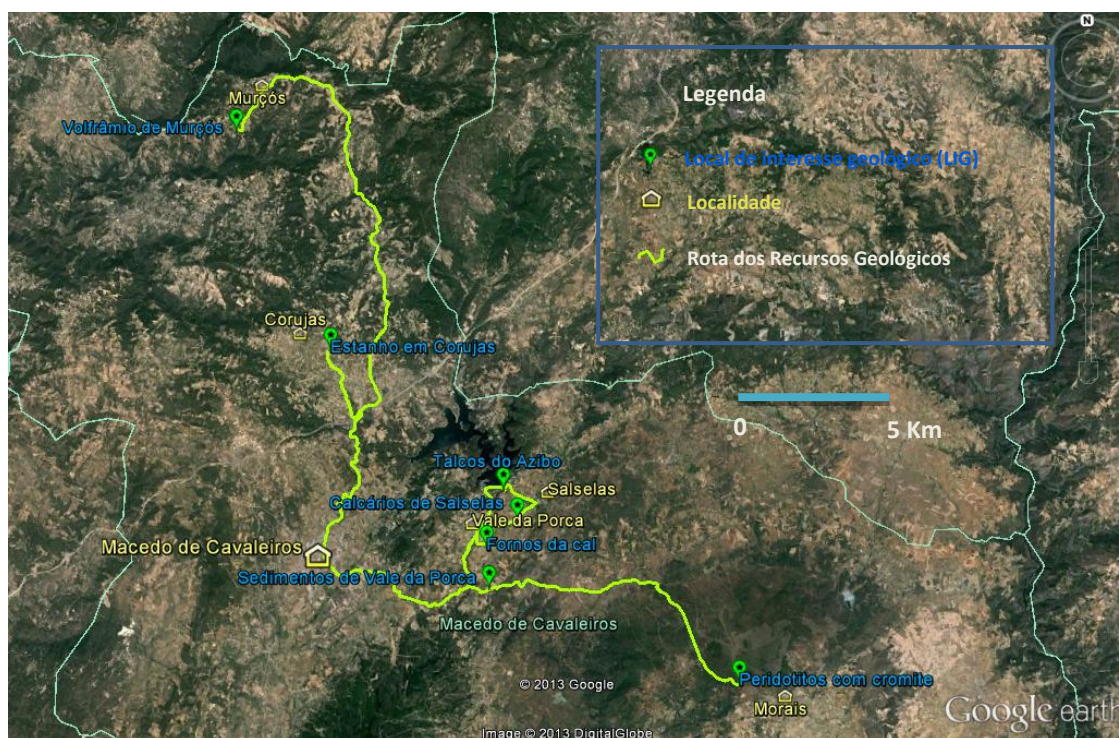 N
Murçós
Volfrâmio de Murçós
Legenda
Local de interesse geológico (LIG)
Localidade
Rota dos Recursos Geológicos
Corujas
Estanho em Corujas
0
5 Km
Talcos do Azibo
Salselas
Calcários de Salselas
Vale da Porca
Fornos da cal
Macedo de Cavaleiros
Sedimentos de Vale da Porca
Macedo de Cavaleiros
Peridotitos com cromite
© 2013 Google
Morais
Google earth
Image © 2013 DigitalGlobe